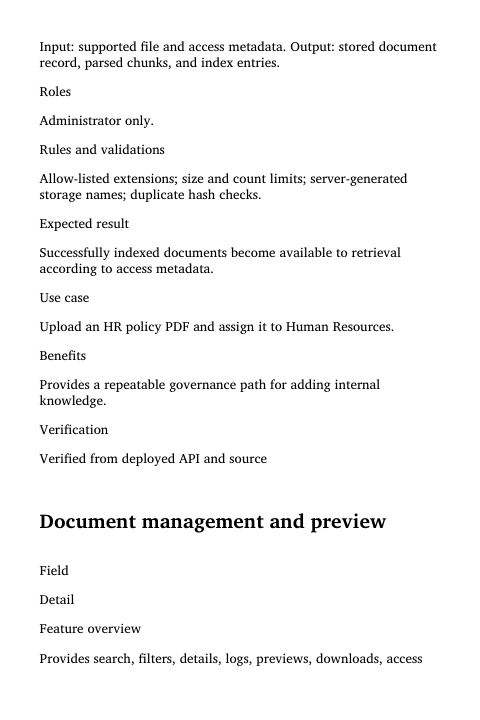 Input: supported file and access metadata. Output: stored document
record, parsed chunks, and index entries.
Roles
Administrator only.
Rules and validations
Allow-listed extensions; size and count limits; server-generated
storage names; duplicate hash checks.
Expected result
Successfully indexed documents become available to retrieval
according to access metadata.
Use case
Upload an HR policy PDF and assign it to Human Resources.
Benefits
Provides a repeatable governance path for adding internal
knowledge.
Verification
Verified from deployed API and source
Document management and preview
Field
Detail
Feature overview
Provides search, filters, details, logs, previews, downloads, access